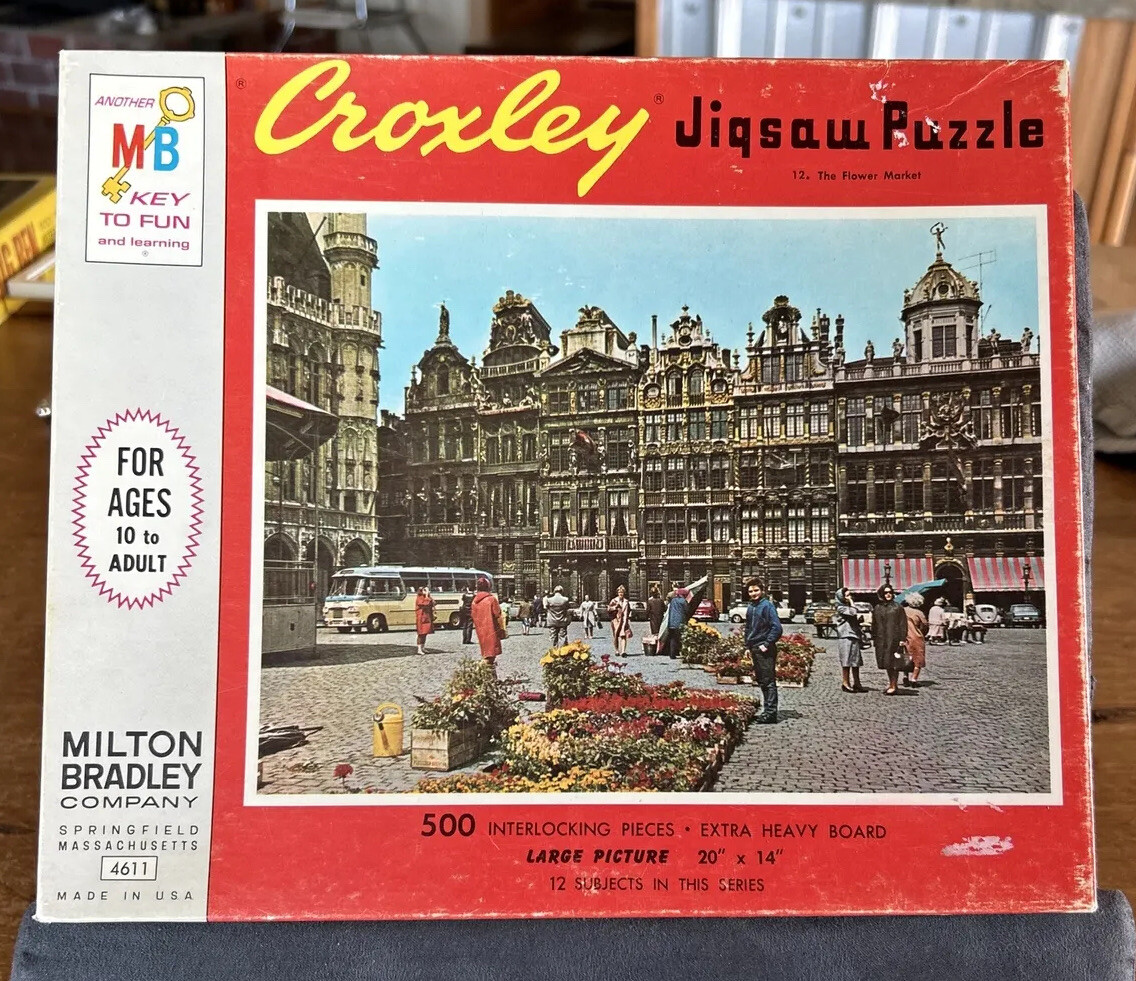 ANOTHER
MB
KEY
TO FUN
and learning
®
FOR
AGES
10 to
ADULT
MILTON
BRADLEY
COMPANY
SPRINGFIELD
MASSACHUSETTS
4611
MADE IN U.S.A.
® Croxley ® Jigsaw Puzzle
12. The Flower Market
500 INTERLOCKING PIECES • EXTRA HEAVY BOARD
LARGE PICTURE 20" x 14"
12 SUBJECTS IN THIS SERIES